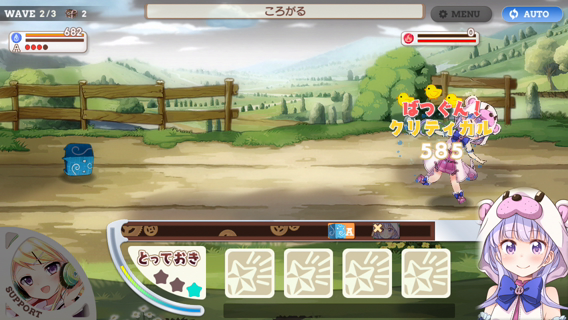 WAVE 2/3 2
ころがる
MENU
AUTO
682
A
0
ばつぐん!
クリティカル♪
585
A
とっておき
SUPPORT